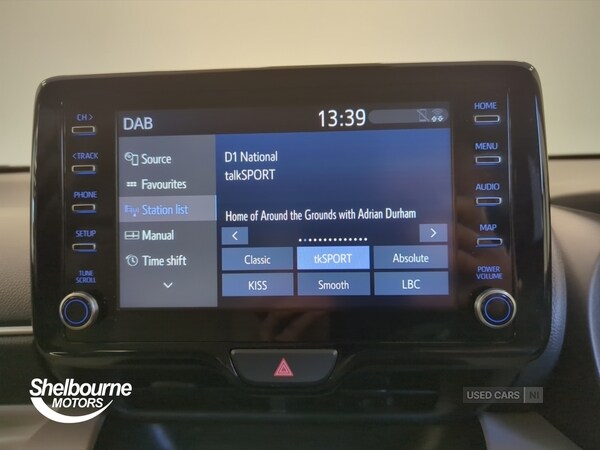 DAB
13:39
CH >
< TRACK
PHONE
SETUP
TUNE
SCROLL
Source
Favourites
Station list
Manual
Time shift
D1 National
talkSPORT
Home of Around the Grounds with Adrian Durham
Classic
tkSPORT
Absolute
KISS
Smooth
LBC
HOME
MENU
AUDIO
MAP
POWER
VOLUME
Shelbourne
MOTORS
USED CARS NI